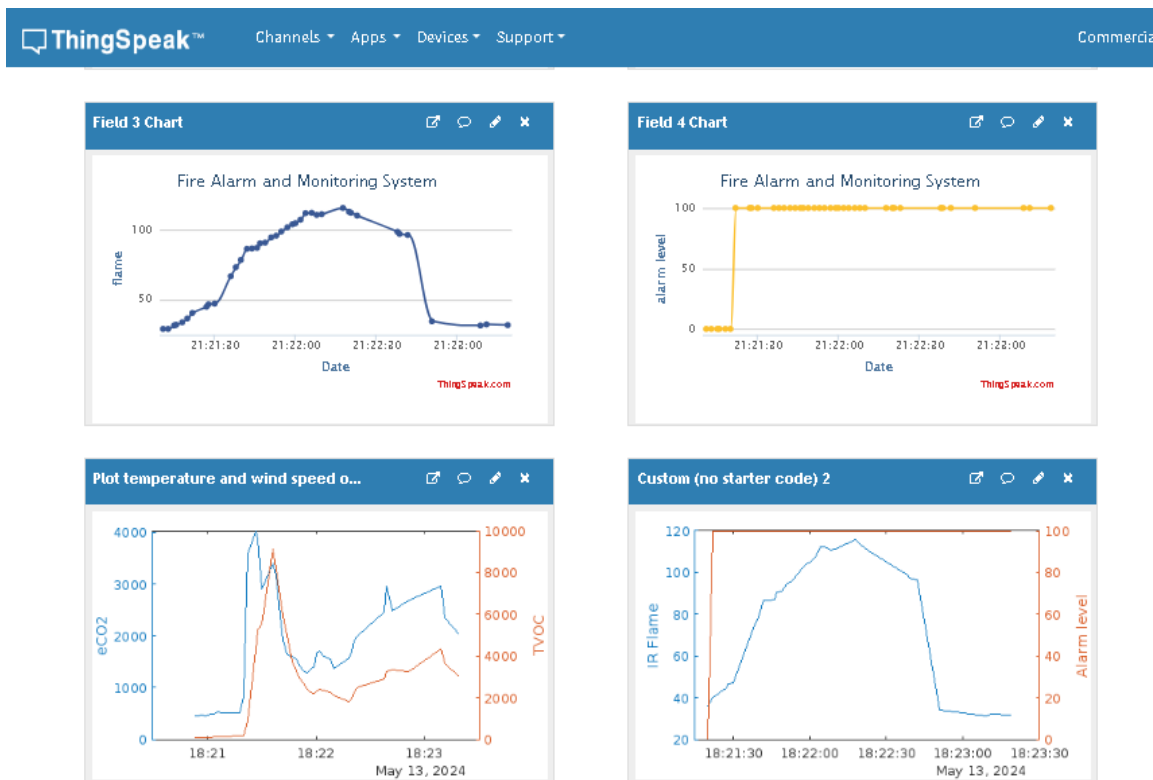 ThingSpeak™ Channels Apps Devices Support Commercia
Field 3 Chart
Fire Alarm and Monitoring System
flame
100
50
21:21:20 21:22:00 21:22:20 21:22:00
Date
ThingSpeak.com
Field 4 Chart
Fire Alarm and Monitoring System
alarm level
100
50
0
21:21:20 21:22:00 21:22:20 21:22:00
Date
ThingSpeak.com
Plot temperature and wind speed o...
eCO2
4000
3000
2000
1000
0
TVOC
10000
8000
6000
4000
2000
0
18:21 18:22 18:23
May 13, 2024
Custom (no starter code) 2
IR Flame
120
100
80
60
40
20
Alarm level
100
80
60
40
20
0
18:21:30 18:22:00 18:22:30 18:23:00 18:23:30
May 13, 2024